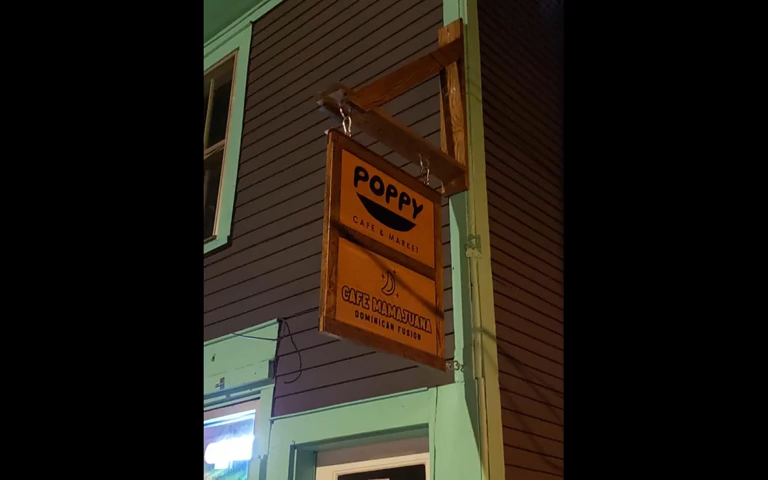 POPPY
CAFE & MARKET
CAFE MAMAJUANA
DOMINICAN FUSION